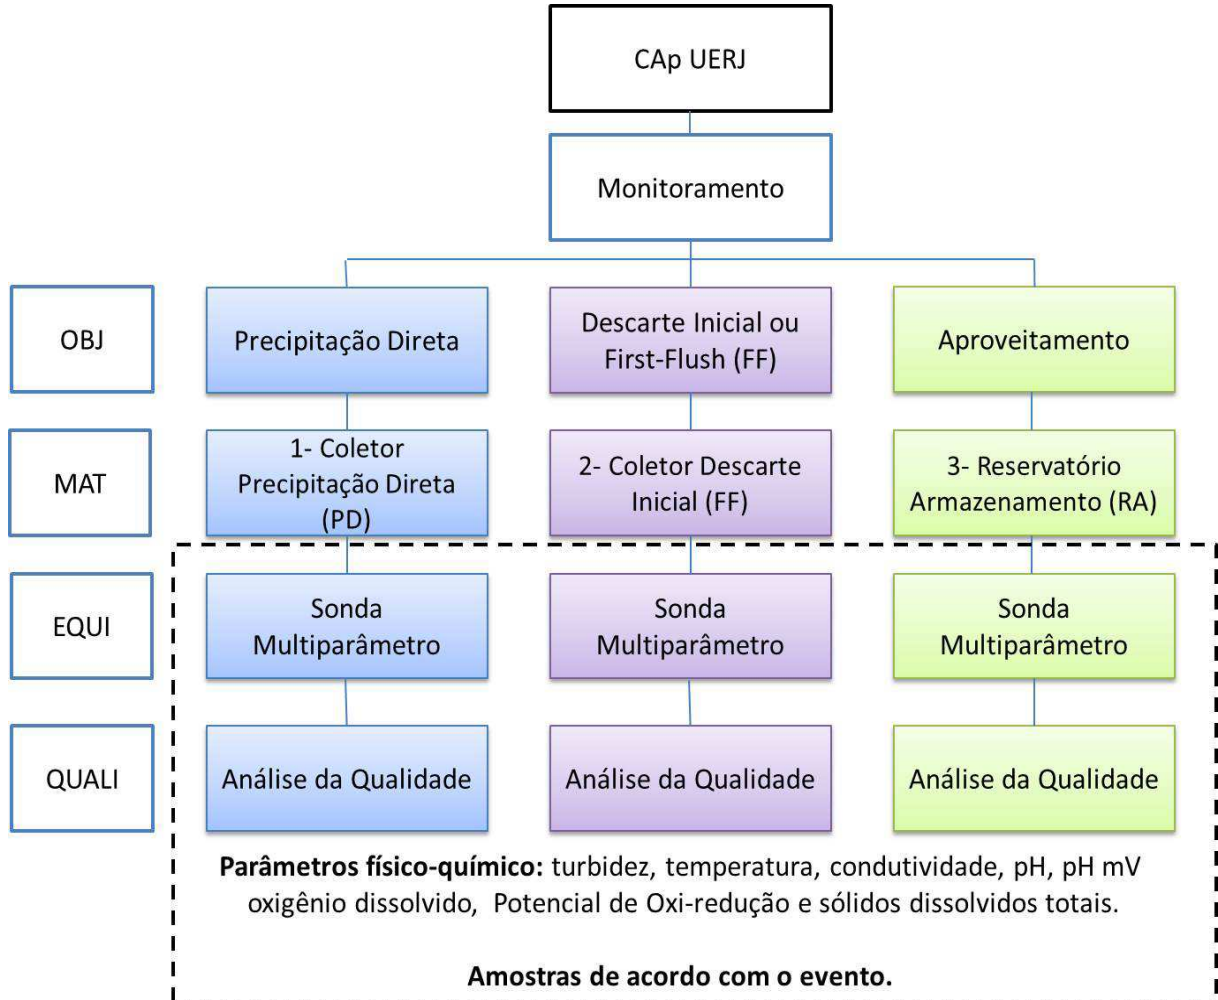 CAp UERJ
Monitoramento
OBJ
Precipitação Direta
Descarte Inicial ou
First-Flush (FF)
Aproveitamento
MAT
1- Coletor
Precipitação Direta
(PD)
2- Coletor Descarte
Inicial (FF)
3- Reservatório
Armazenamento (RA)
EQUI
Sonda
Multiparâmetro
Sonda
Multiparâmetro
Sonda
Multiparâmetro
QUALI
Análise da Qualidade
Análise da Qualidade
Análise da Qualidade
Parâmetros físico-químico: turbidez, temperatura, condutividade, pH, pH mV
oxigênio dissolvido, Potencial de Oxi-redução e sólidos dissolvidos totais.
Amostras de acordo com o evento.